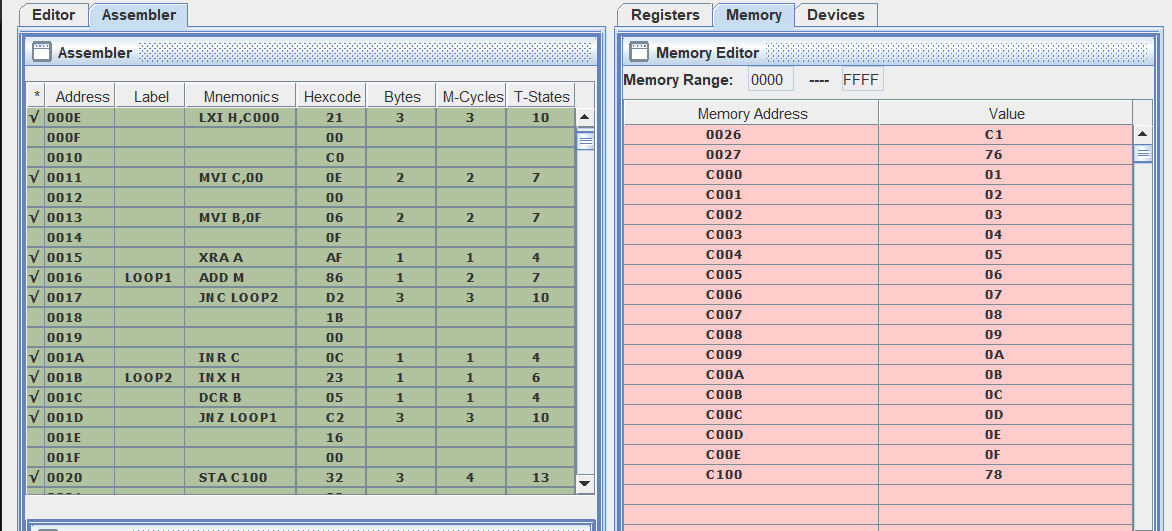 Editor Assembler
Assembler
* Address Label Mnemonics Hexcode Bytes M-Cycles T-States
√ 000E LXI H,C000 21 3 3 10
000F 00
0010 C0
√ 0011 MVI C,00 0E 2 2 7
0012 00
√ 0013 MVI B,0F 06 2 2 7
0014 0F
√ 0015 XRA A AF 1 1 4
√ 0016 LOOP1 ADD M 86 1 2 7
√ 0017 JNC LOOP2 D2 3 3 10
0018 1B
0019 00
√ 001A INR C 0C 1 1 4
√ 001B LOOP2 INX H 23 1 1 6
√ 001C DCR B 05 1 1 4
√ 001D JNZ LOOP1 C2 3 3 10
001E 16
001F 00
√ 0020 STA C100 32 3 4 13
Registers Memory Devices
Memory Editor
Memory Range: 0000 ---- FFFF
Memory Address Value
0026 C1
0027 76
C000 01
C001 02
C002 03
C003 04
C004 05
C005 06
C006 07
C007 08
C008 09
C009 0A
C00A 0B
C00B 0C
C00C 0D
C00D 0E
C00E 0F
C100 78